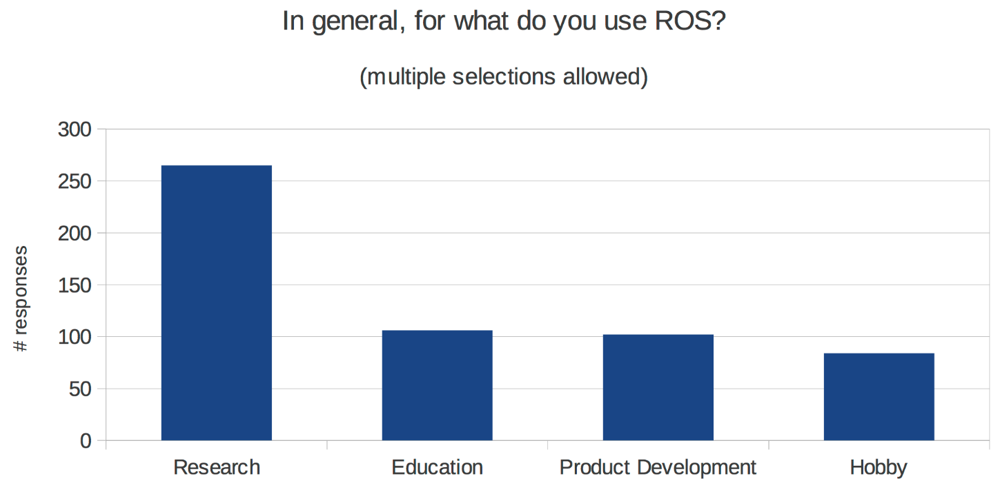 In general, for what do you use ROS?
(multiple selections allowed)
# responses
300
250
200
150
100
50
0
Research
Education
Product Development
Hobby